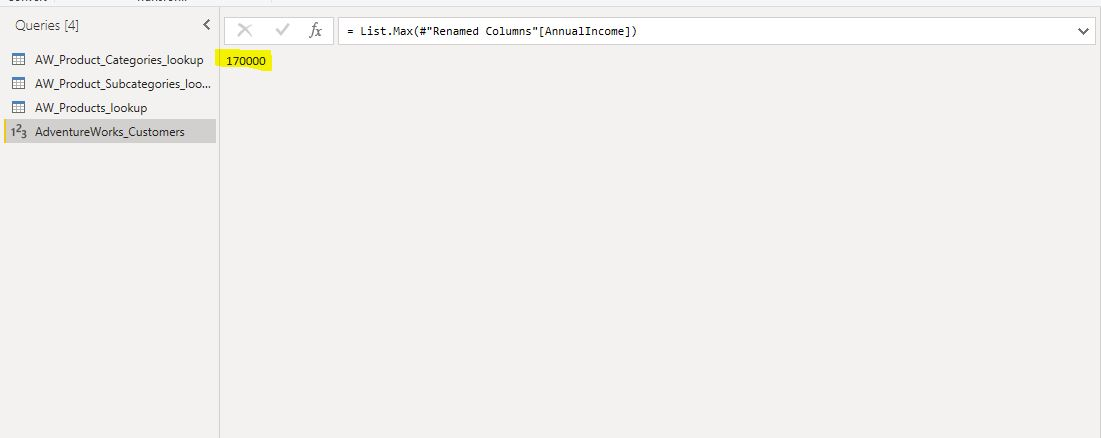 Queries [4]
= List.Max(#"Renamed Columns"[AnnualIncome])
AW_Product_Categories_lookup
170000
AW_Product_Subcategories_loo...
AW_Products_lookup
AdventureWorks_Customers